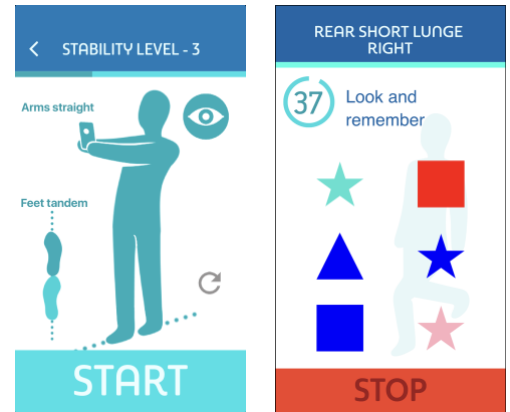 STABILITY LEVEL - 3
Arms straight
Feet tandem
START
REAR SHORT LUNGE
RIGHT
37
Look and
remember
STOP